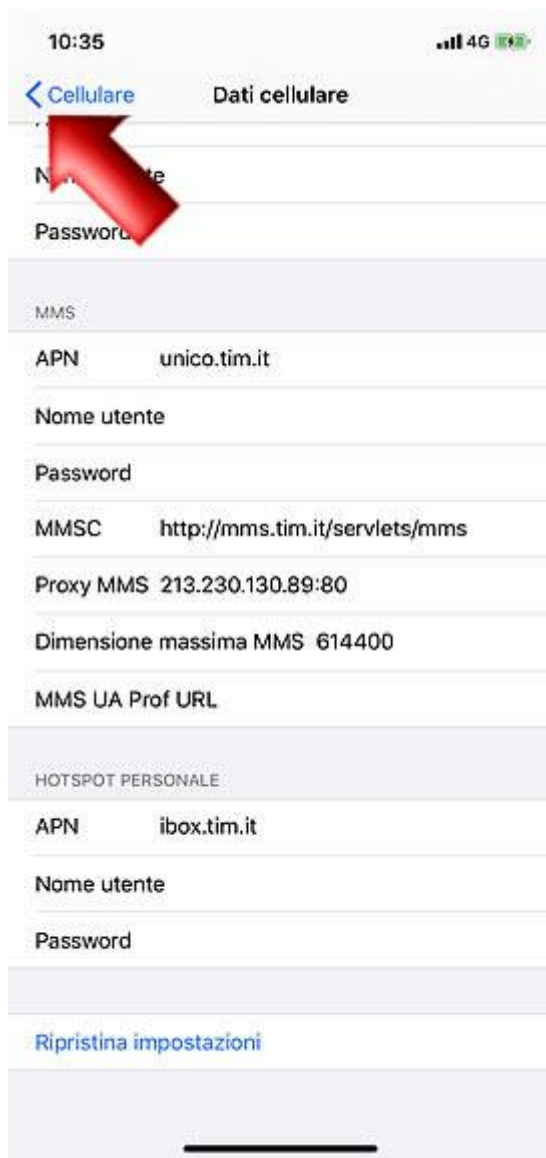 10:35 4G
Cellulare Dati cellulare
Password
MMS
APN unico.tim.it
Nome utente
Password
MMSC http://mms.tim.it/servlets/mms
Proxy MMS 213.230.130.89:80
Dimensione massima MMS 614400
MMS UA Prof URL
HOTSPOT PERSONALE
APN ibox.tim.it
Nome utente
Password
Ripristina impostazioni